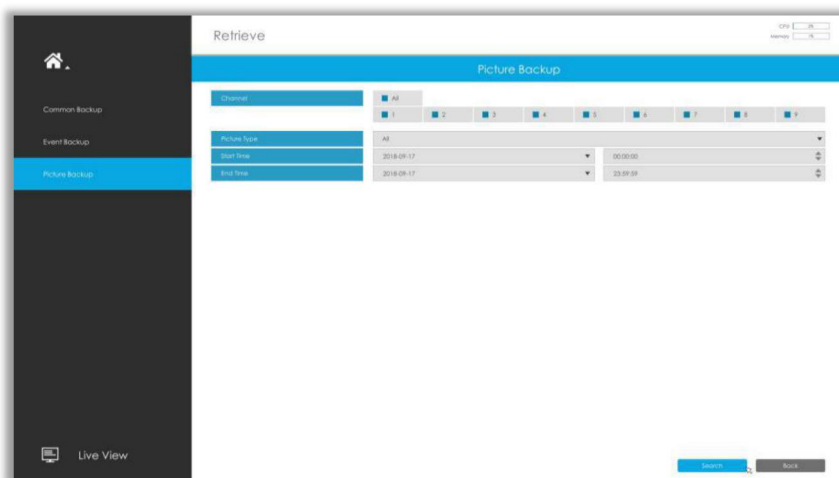 Retrieve
CPU
Memory
Picture Backup
Common Backup
Event Backup
Picture Backup
Channel
All
1 2 3 4 5 6 7 8 9
Picture Type All
Start Time 2018-09-17 00:00:00
End Time 2018-09-17 23:59:59
Live View
Search Back